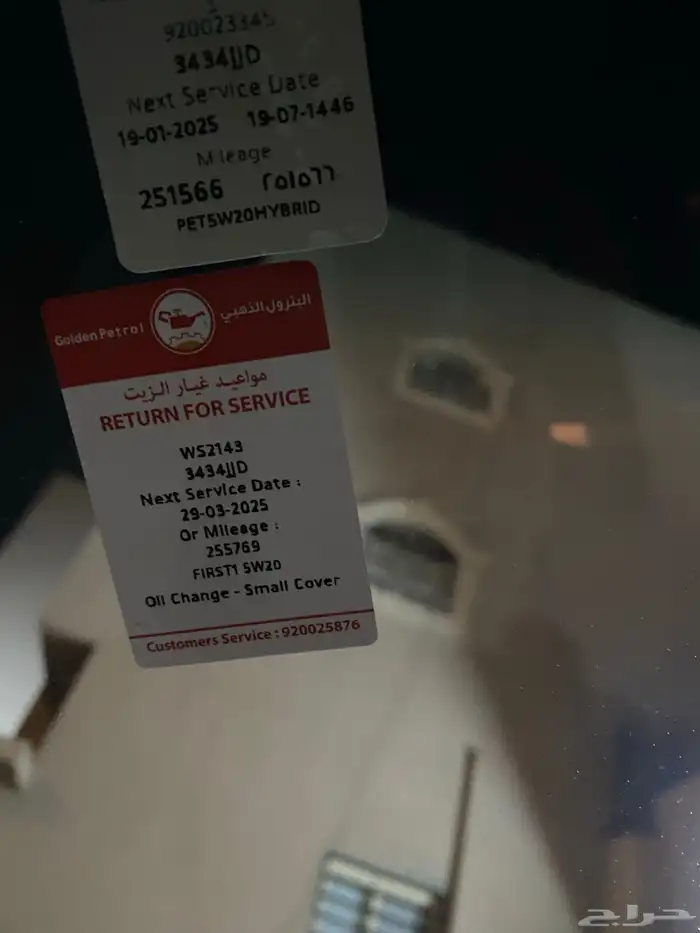 920023345
3434JJD
Next Service Date
19-01-2025 19-07-1446
Mileage
251566 ٢٥١٥٦٦
PET5W20HYBRID
GoldenPetrol البترول الذهبي
مواعيد غيار الزيت
RETURN FOR SERVICE
WS2143
3434JJD
Next Service Date :
29-03-2025
Or Mileage :
255769
FIRST1 5W20
Oil Change - Small Cover
Customers Service : 920025876
حراج